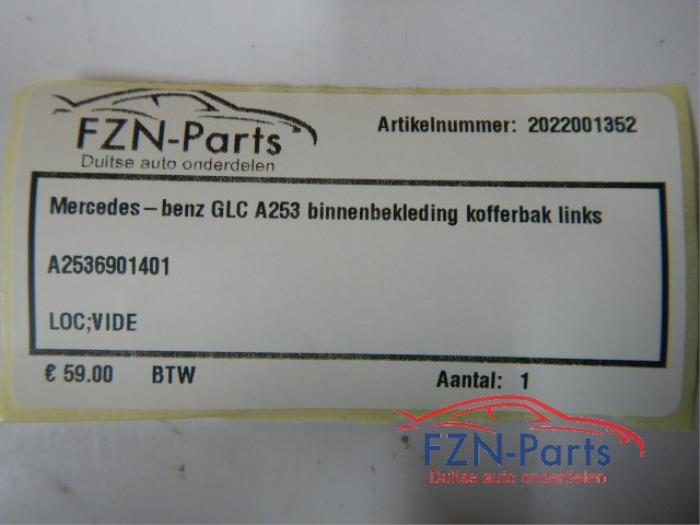 FZN-Parts
Duitse auto onderdelen
Artikelnummer: 2022001352
Mercedes-benz GLC A253 binnenbekleding kofferbak links
A2536901401
LOC;VIDE
€ 59.00 BTW
Aantal: 1
FZN-Parts
Duitse auto onderdelen